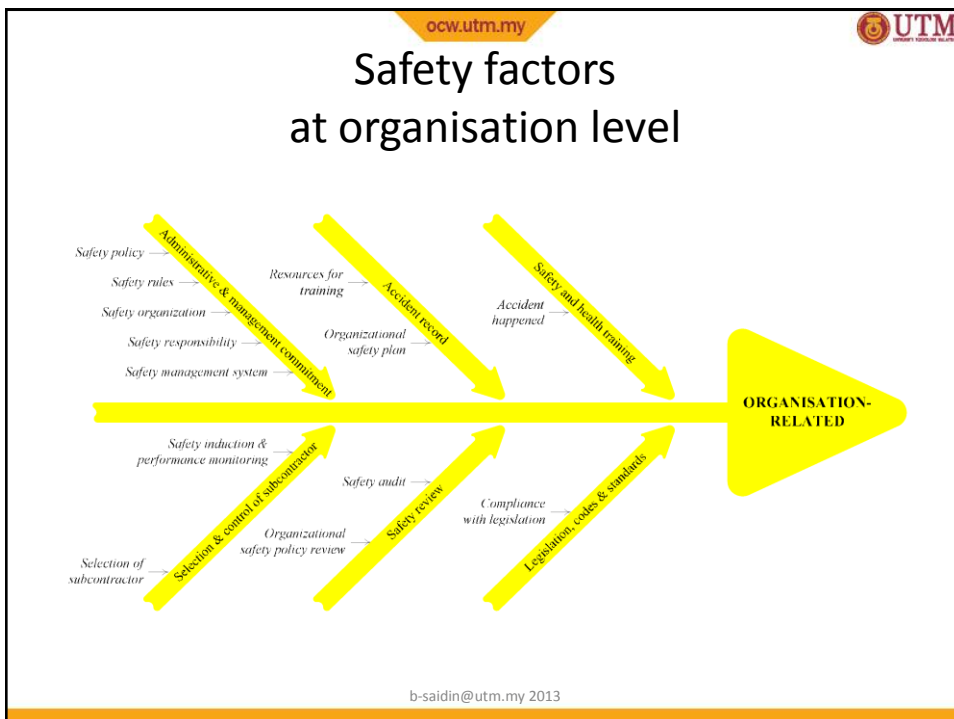 ocw.utm.my
UTM
UNIVERSITI TEKNOLOGI MALAYSIA
Safety factors
at organisation level
Safety policy
Safety rules
Safety organization
Safety responsibility
Safety management system
Administrative & management commitment
Resources for
training
Organizational
safety plan
Accident record
Accident
happened
Safety and health training
ORGANISATION-
RELATED
Safety induction &
performance monitoring
Selection of
subcontractor
Selection & control of subcontractor
Safety audit
Organizational
safety policy review
Safety review
Compliance
with legislation
Legislation, codes & standards
b-saidin@utm.my 2013